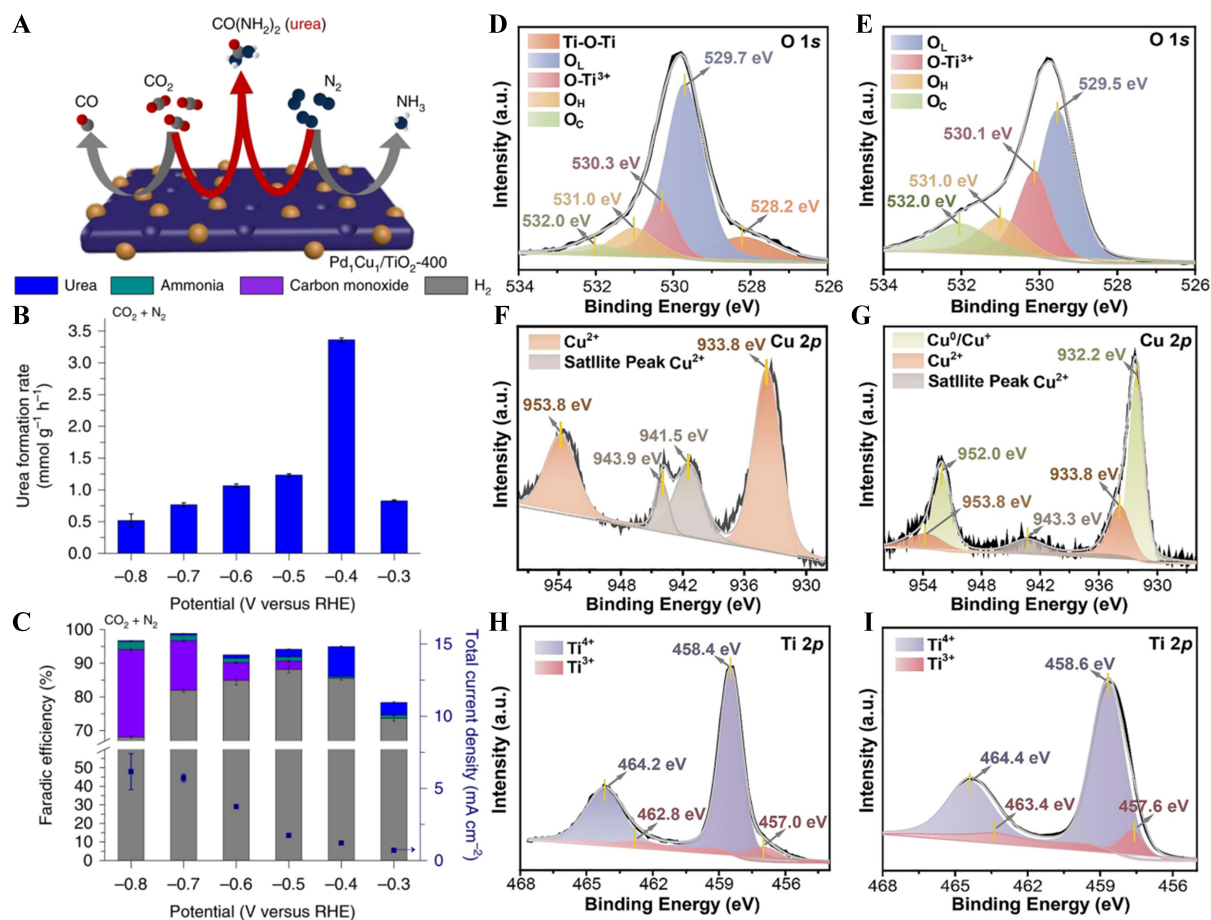 A
CO(NH2)2 (urea)
CO2
N2
CO
NH3
Pd1Cu1/TiO2-400
Urea
Ammonia
Carbon monoxide
H2
B
CO2 + N2
Urea formation rate
(mmol g−1 h−1)
3.5
3.0
2.5
2.0
1.5
1.0
0.5
0.0
−0.8 −0.7 −0.6 −0.5 −0.4 −0.3
Potential (V versus RHE)
C
CO2 + N2
Faradic efficiency (%)
100
90
80
70
50
40
30
20
10
0
15
10
5
0
Total current density (mA cm−2)
−0.8 −0.7 −0.6 −0.5 −0.4 −0.3
Potential (V versus RHE)
D
O 1s
Ti-O-Ti
OL
O-Ti3+
OH
OC
529.7 eV
530.3 eV
531.0 eV
532.0 eV
528.2 eV
Intensity (a.u.)
534 532 530 528 526
Binding Energy (eV)
E
O 1s
OL
O-Ti3+
OH
OC
529.5 eV
530.1 eV
531.0 eV
532.0 eV
Intensity (a.u.)
534 532 530 528 526
Binding Energy (eV)
F
Cu 2p
Cu2+
Satllite Peak Cu2+
933.8 eV
953.8 eV
941.5 eV
943.9 eV
Intensity (a.u.)
954 948 942 936 930
Binding Energy (eV)
G
Cu 2p
Cu0/Cu+
Cu2+
Satllite Peak Cu2+
932.2 eV
952.0 eV
953.8 eV
933.8 eV
943.3 eV
Intensity (a.u.)
954 948 942 936 930
Binding Energy (eV)
H
Ti 2p
Ti4+
Ti3+
458.4 eV
464.2 eV
462.8 eV
457.0 eV
Intensity (a.u.)
468 465 462 459 456
Binding Energy (eV)
I
Ti 2p
Ti4+
Ti3+
458.6 eV
464.4 eV
463.4 eV
457.6 eV
Intensity (a.u.)
468 465 462 459 456
Binding Energy (eV)